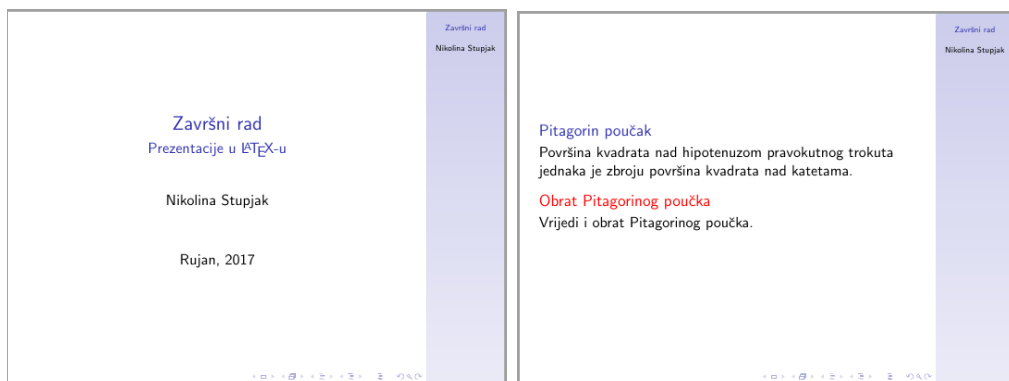 Završni rad
Nikolina Stupjak
Završni rad
Prezentacije u LATEX-u
Nikolina Stupjak
Rujan, 2017
Završni rad
Nikolina Stupjak
Pitagorin poučak
Površina kvadrata nad hipotenuzom pravokutnog trokuta
jednaka je zbroju površina kvadrata nad katetama.
Obrat Pitagorinog poučka
Vrijedi i obrat Pitagorinog poučka.